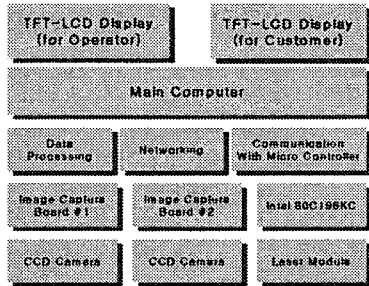 TFT-LCD Display
(for Operator)
TFT-LCD Display
(for Customer)
Main Computer
Data
Processing
Networking
Communication
With Micro Controller
Image Capture
Board #1
Image Capture
Board #2
Intel 80C196KC
CCD Camera
CCD Camera
Laser Module